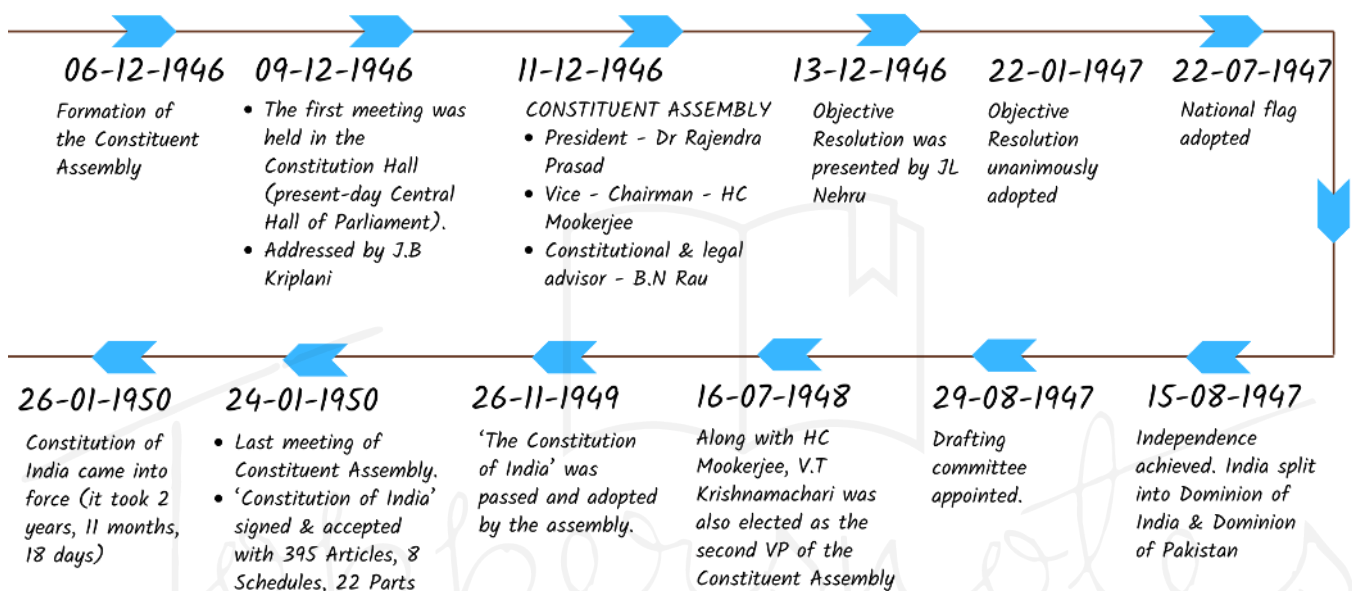 06-12-1946
Formation of
the Constituent
Assembly
09-12-1946
• The first meeting was
held in the
Constitution Hall
(present-day Central
Hall of Parliament).
• Addressed by J.B
Kriplani
11-12-1946
CONSTITUENT ASSEMBLY
• President - Dr Rajendra
Prasad
• Vice - Chairman - HC
Mookerjee
• Constitutional & legal
advisor - B.N Rau
13-12-1946
Objective
Resolution was
presented by JL
Nehru
22-01-1947
Objective
Resolution
unanimously
adopted
22-07-1947
National flag
adopted
15-08-1947
Independence
achieved. India split
into Dominion of
India & Dominion
of Pakistan
29-08-1947
Drafting
committee
appointed.
16-07-1948
Along with HC
Mookerjee, V.T
Krishnamachari was
also elected as the
second VP of the
Constituent Assembly
26-11-1949
‘The Constitution
of India’ was
passed and adopted
by the assembly.
24-01-1950
• Last meeting of
Constituent Assembly.
• ‘Constitution of India’
signed & accepted
with 395 Articles, 8
Schedules, 22 Parts
26-01-1950
Constitution of
India came into
force (it took 2
years, 11 months,
18 days)
Toppersnotes